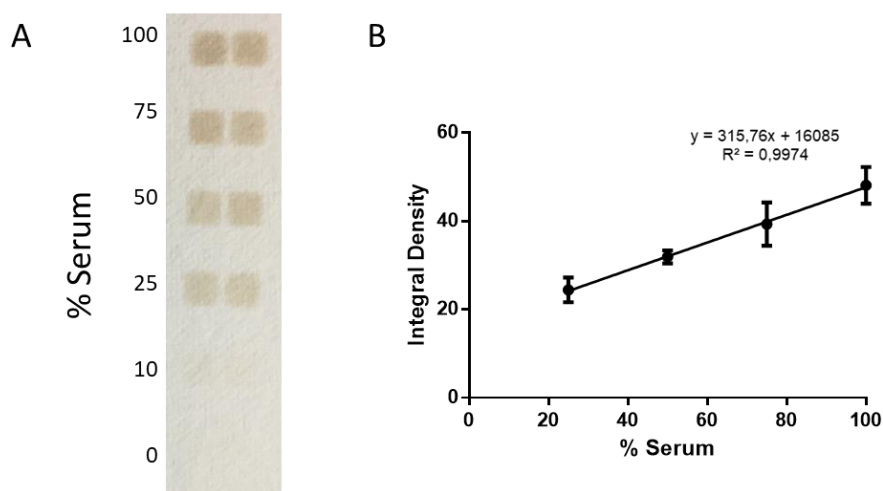 A
100
75
50
25
10
0
% Serum
B
y = 315,76x + 16085
R² = 0,9974
60
40
20
0
Integral Density
0 20 40 60 80 100
% Serum